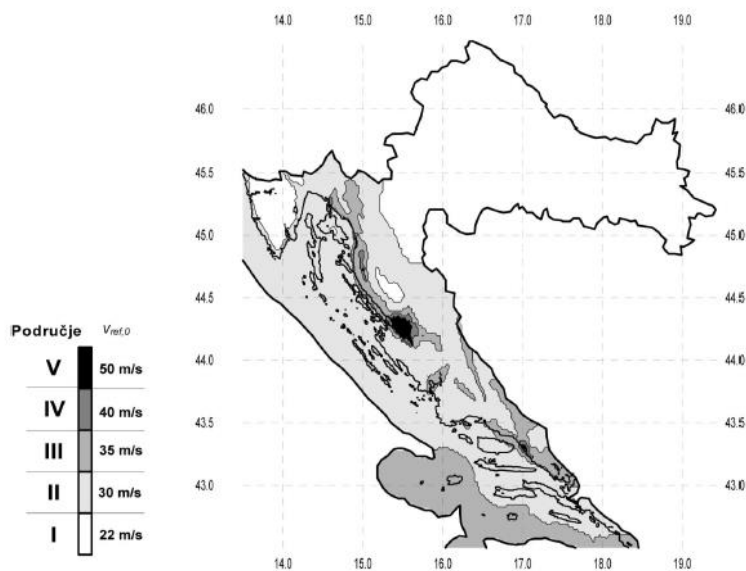 14.0 15.0 16.0 17.0 18.0 19.0
46.0 46.0
45.5 45.5
45.0 45.0
44.5 44.5
44.0 44.0
43.5 43.5
43.0 43.0
14.0 15.0 16.0 17.0 18.0 19.0
Područje Vref,0
V 50 m/s
IV 40 m/s
III 35 m/s
II 30 m/s
I 22 m/s